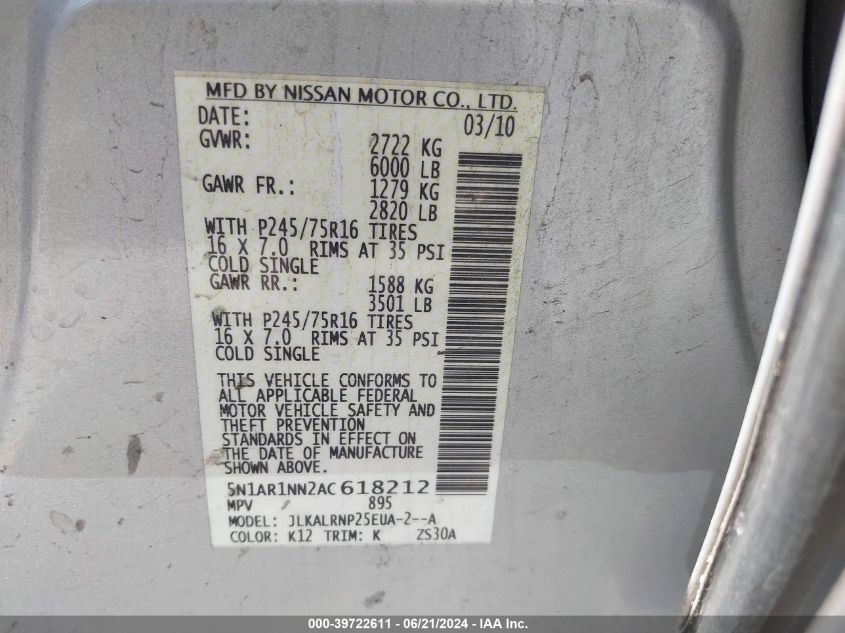 MFD BY NISSAN MOTOR CO., LTD.
DATE: 03/10
GVWR: 2722 KG
6000 LB
GAWR FR.: 1279 KG
2820 LB
WITH P245/75R16 TIRES
16 X 7.0 RIMS AT 35 PSI
COLD SINGLE
GAWR RR.: 1588 KG
3501 LB
WITH P245/75R16 TIRES
16 X 7.0 RIMS AT 35 PSI
COLD SINGLE
THIS VEHICLE CONFORMS TO
ALL APPLICABLE FEDERAL
MOTOR VEHICLE SAFETY AND
THEFT PREVENTION
STANDARDS IN EFFECT ON
THE DATE OF MANUFACTURE
SHOWN ABOVE.
5N1AR1NN2AC618212
MPV 895
MODEL: JLKALRNP25EUA-2--A
COLOR: K12 TRIM: K ZS30A
000-39722611 - 06/21/2024 - IAA Inc.